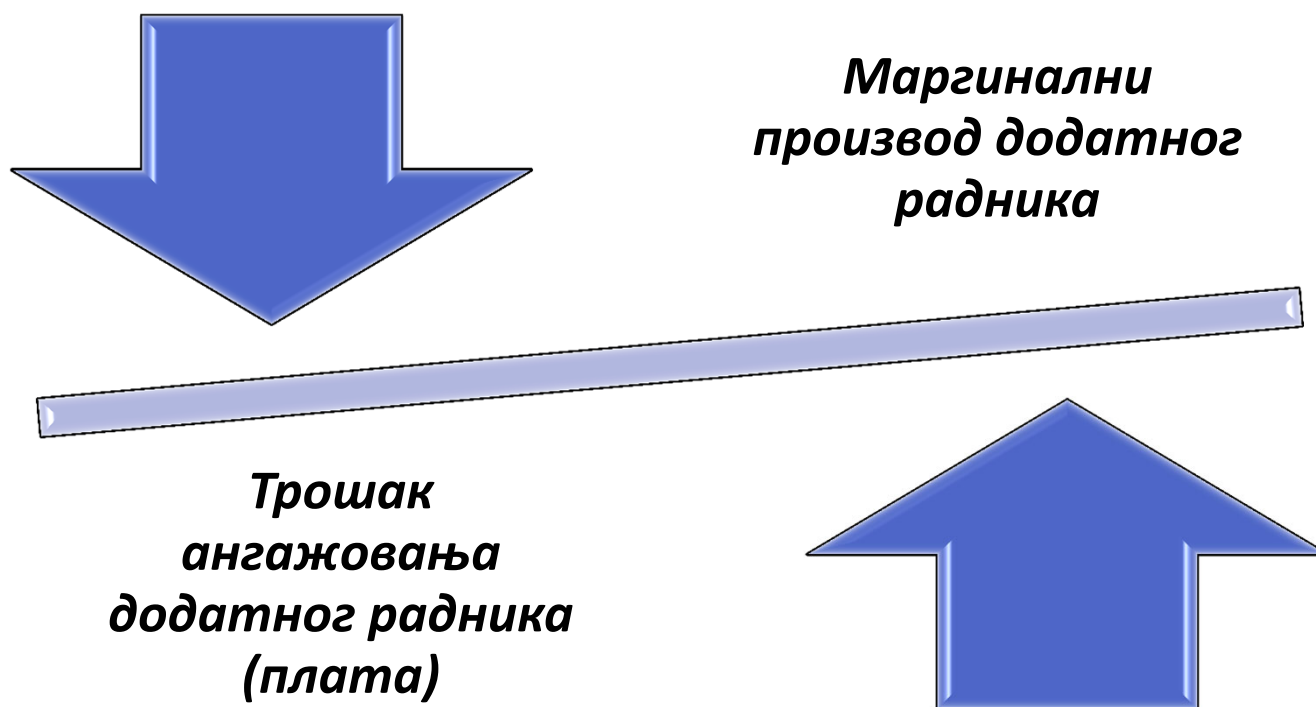 Маргинални
производ додатног
радника
Трошак
ангажовања
додатног радника
(плата)